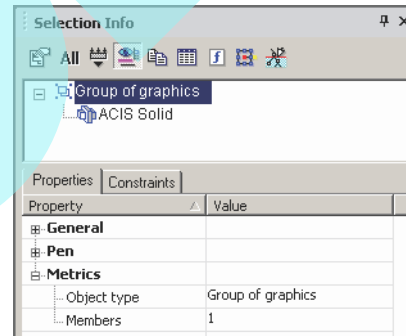 Selection Info
All
Group of graphics
ACIS Solid
Properties Constraints
Property Value
General
Pen
Metrics
Object type Group of graphics
Members 1